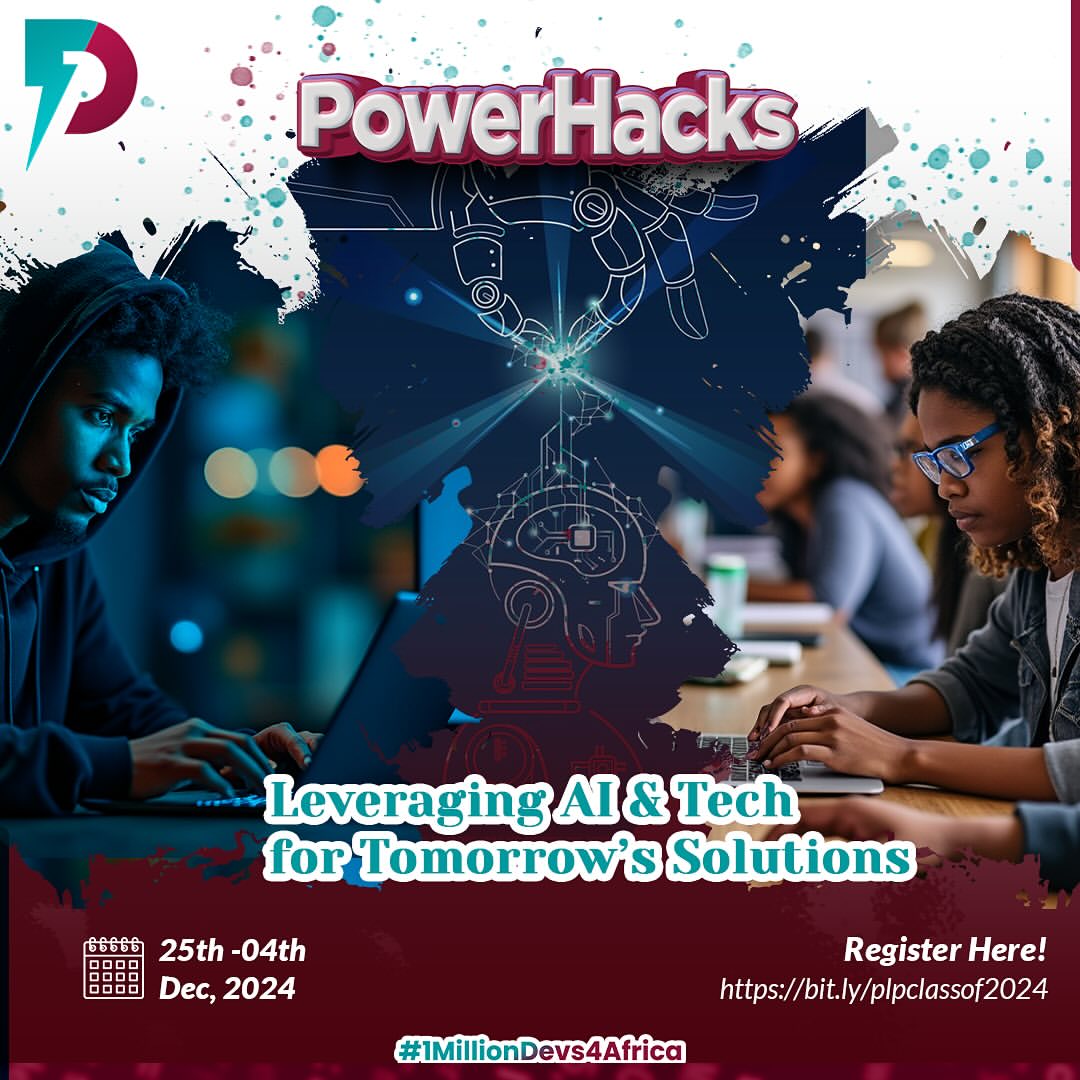 PowerHacks
Leveraging AI & Tech
for Tomorrow's Solutions
25th -04th
Dec, 2024
Register Here!
https://bit.ly/plpclassof2024
#1MillionDevs4Africa